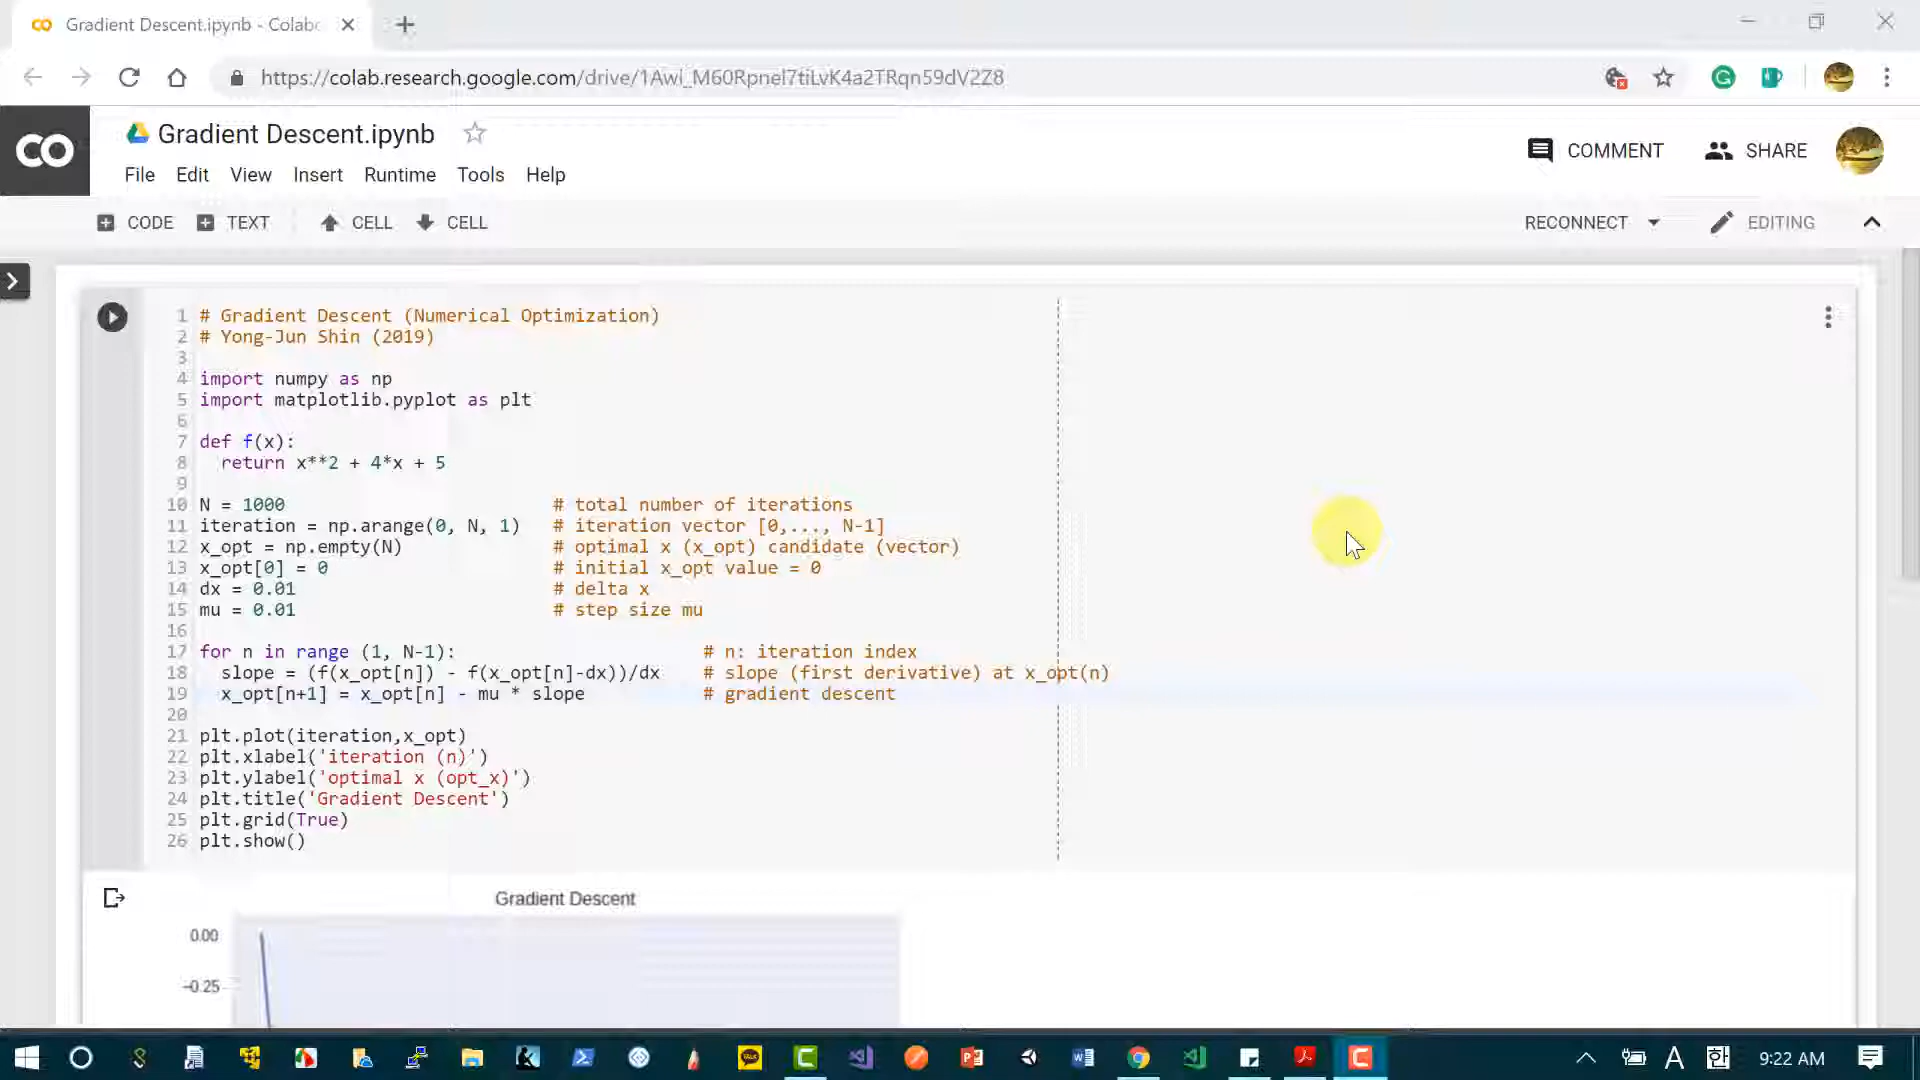 Gradient Descent.ipynb - Colab
https://colab.research.google.com/drive/1Awi_M60Rpnel7tiLvK4a2TRqn59dV2Z8
CO
Gradient Descent.ipynb
COMMENT
SHARE
File Edit View Insert Runtime Tools Help
CODE TEXT CELL CELL
RECONNECT
EDITING
1 # Gradient Descent (Numerical Optimization)
2 # Yong-Jun Shin (2019)
3
4 import numpy as np
5 import matplotlib.pyplot as plt
6
7 def f(x):
8 return x**2 + 4*x + 5
9
10 N = 1000 # total number of iterations
11 iteration = np.arange(0, N, 1) # iteration vector [0,..., N-1]
12 x_opt = np.empty(N) # optimal x (x_opt) candidate (vector)
13 x_opt[0] = 0 # initial x_opt value = 0
14 dx = 0.01 # delta x
15 mu = 0.01 # step size mu
16
17 for n in range (1, N-1): # n: iteration index
18 slope = (f(x_opt[n]) - f(x_opt[n]-dx))/dx # slope (first derivative) at x_opt(n)
19 x_opt[n+1] = x_opt[n] - mu * slope # gradient descent
20
21 plt.plot(iteration,x_opt)
22 plt.xlabel('iteration (n)')
23 plt.ylabel('optimal x (opt_x)')
24 plt.title('Gradient Descent')
25 plt.grid(True)
26 plt.show()
Gradient Descent
0.00
−0.25
A 한 9:22 AM